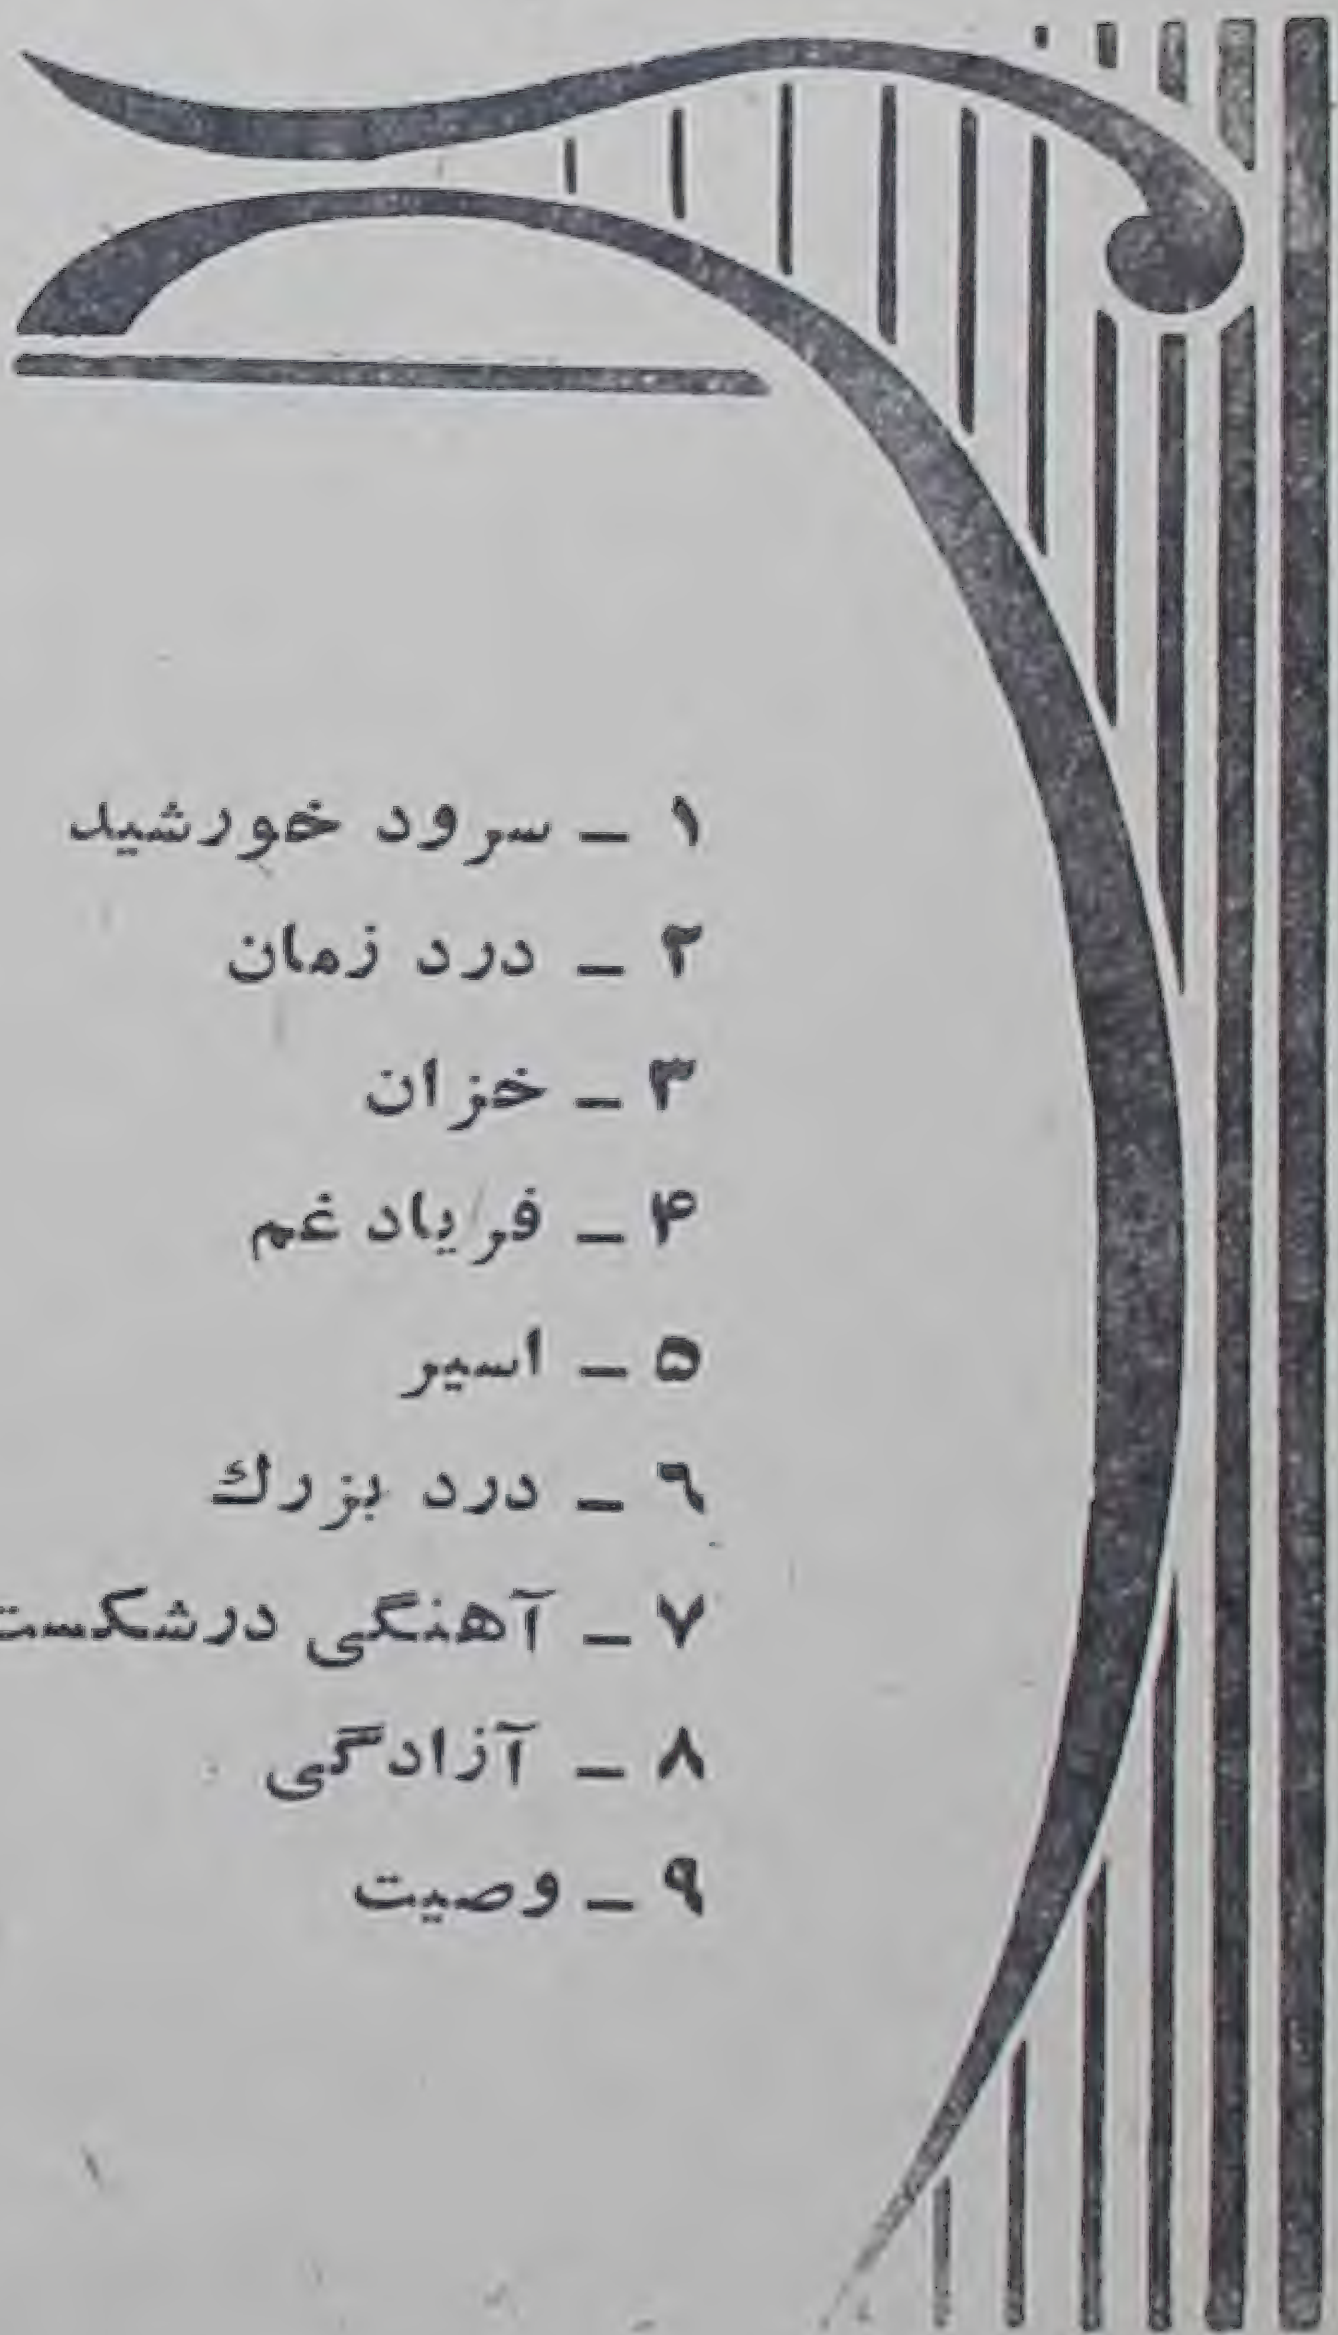 ۱ ـ سرود خورشید
۲ ـ درد زمان
۳ ـ خزان
۴ ـ فریاد غم
۵ ـ اسیر
٦ ـ درد بزرك
۷ ـ آهنگی درشکست
۸ ـ آزادگی
۹ ـ وصیت